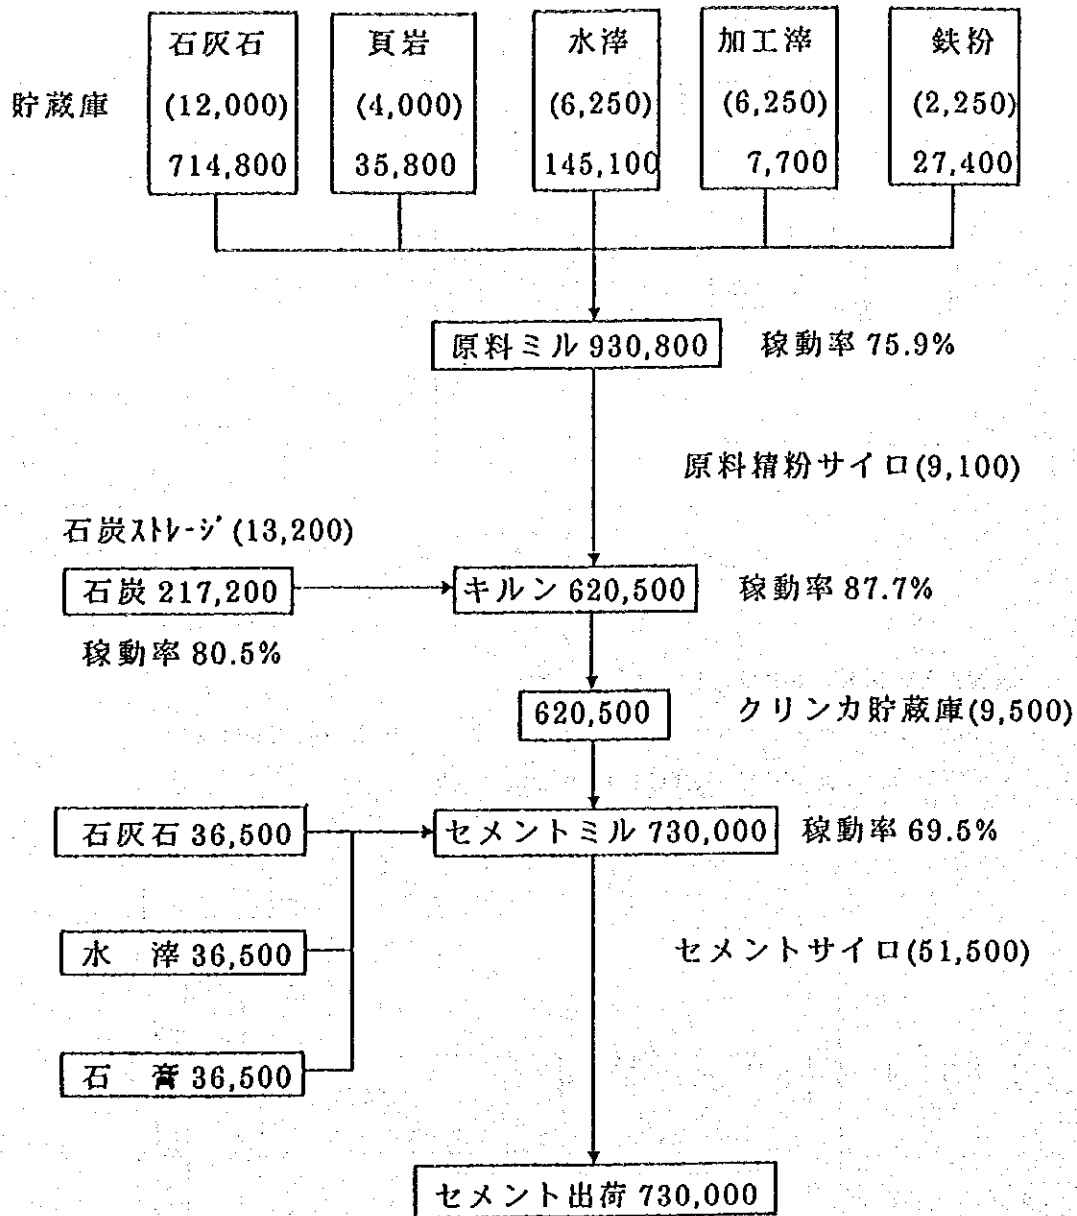 石灰石 頁岩 水滓 加工滓 鉄粉
貯蔵庫 (12,000) (4,000) (6,250) (6,250) (2,250)
714,800 35,800 145,100 7,700 27,400
原料ミル 930,800 稼動率 75.9%
原料精粉サイロ(9,100)
石炭ストレージ(13,200)
石炭 217,200 キルン 620,500 稼動率 87.7%
稼動率 80.5%
620,500 クリンカ貯蔵庫(9,500)
石灰石 36,500 セメントミル 730,000 稼動率 69.5%
水 滓 36,500 セメントサイロ(51,500)
石 膏 36,500
セメント出荷 730,000